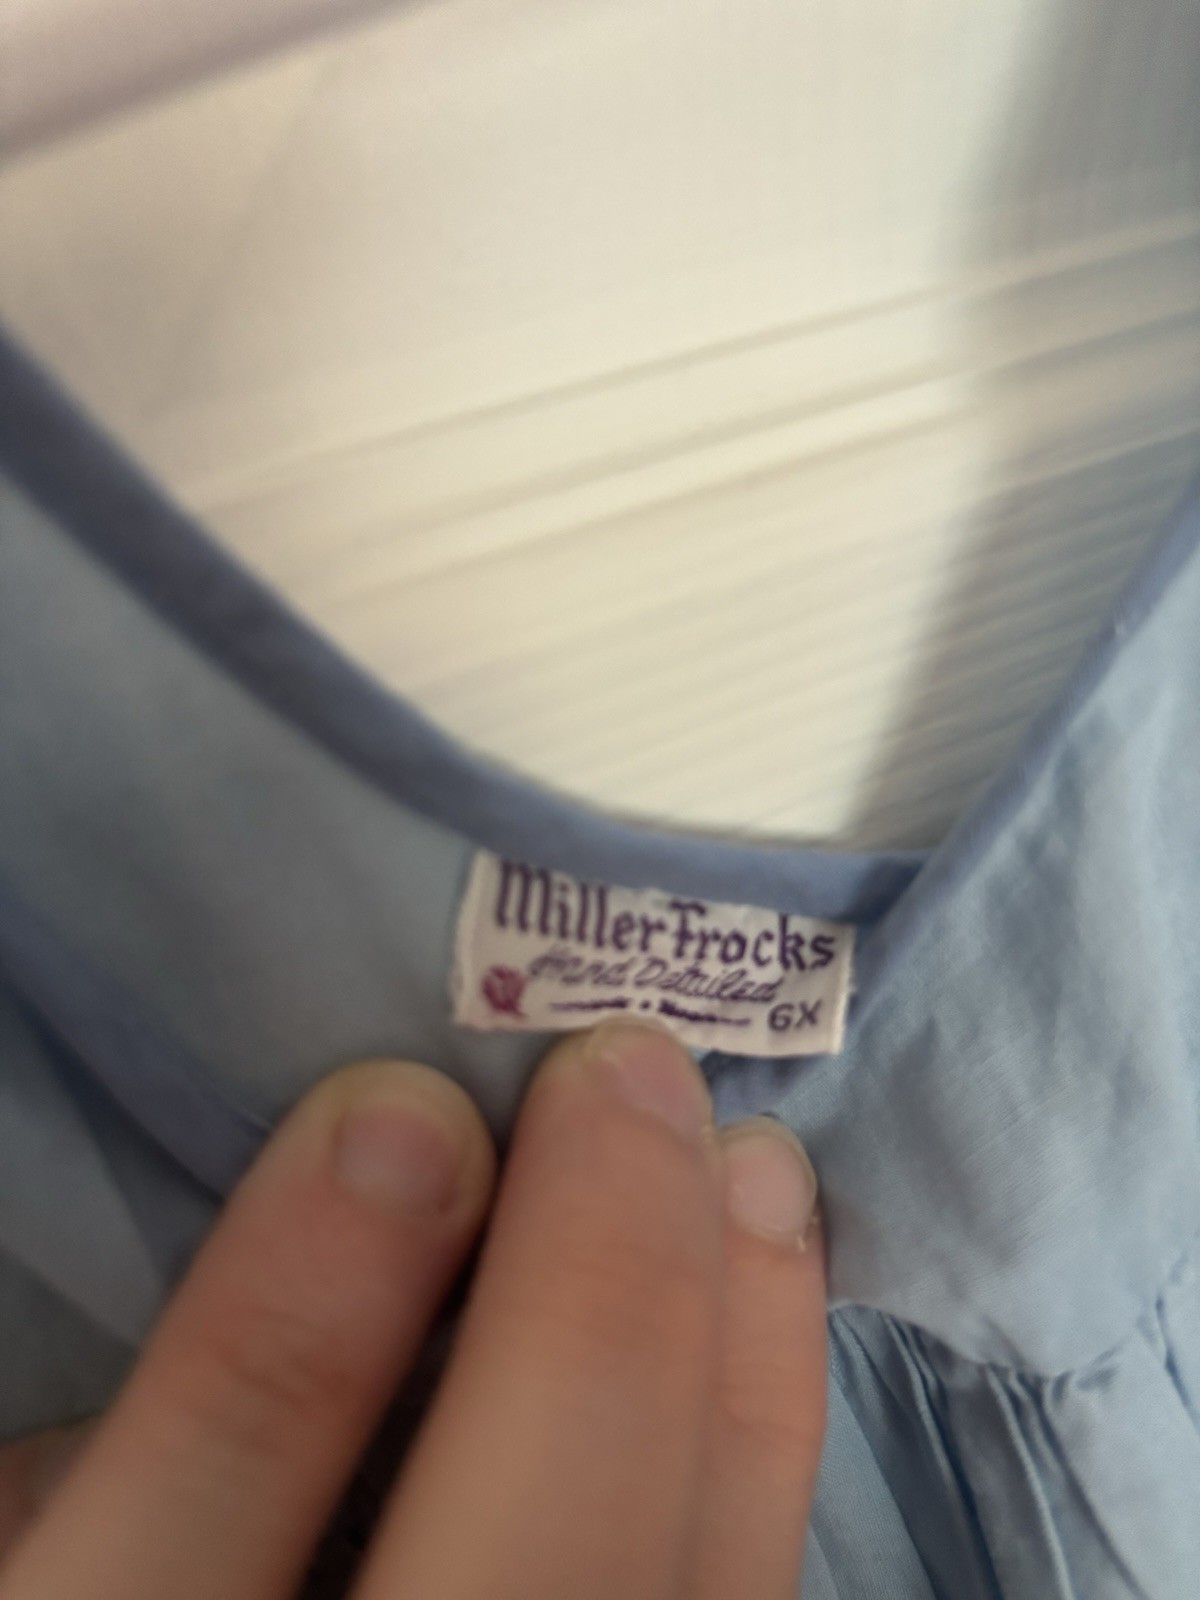 Miller Frocks
Hand Detailed
6X